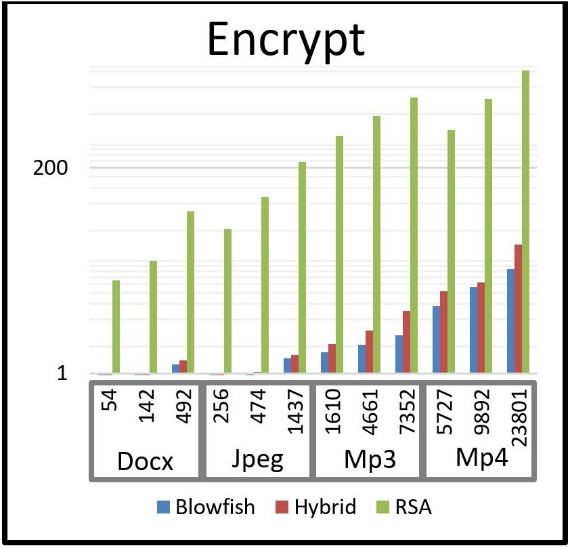 Encrypt
200
1
54 142 492 256 474 1437 1610 4661 7352 5727 9892 23801
Docx Jpeg Mp3 Mp4
Blowfish Hybrid RSA